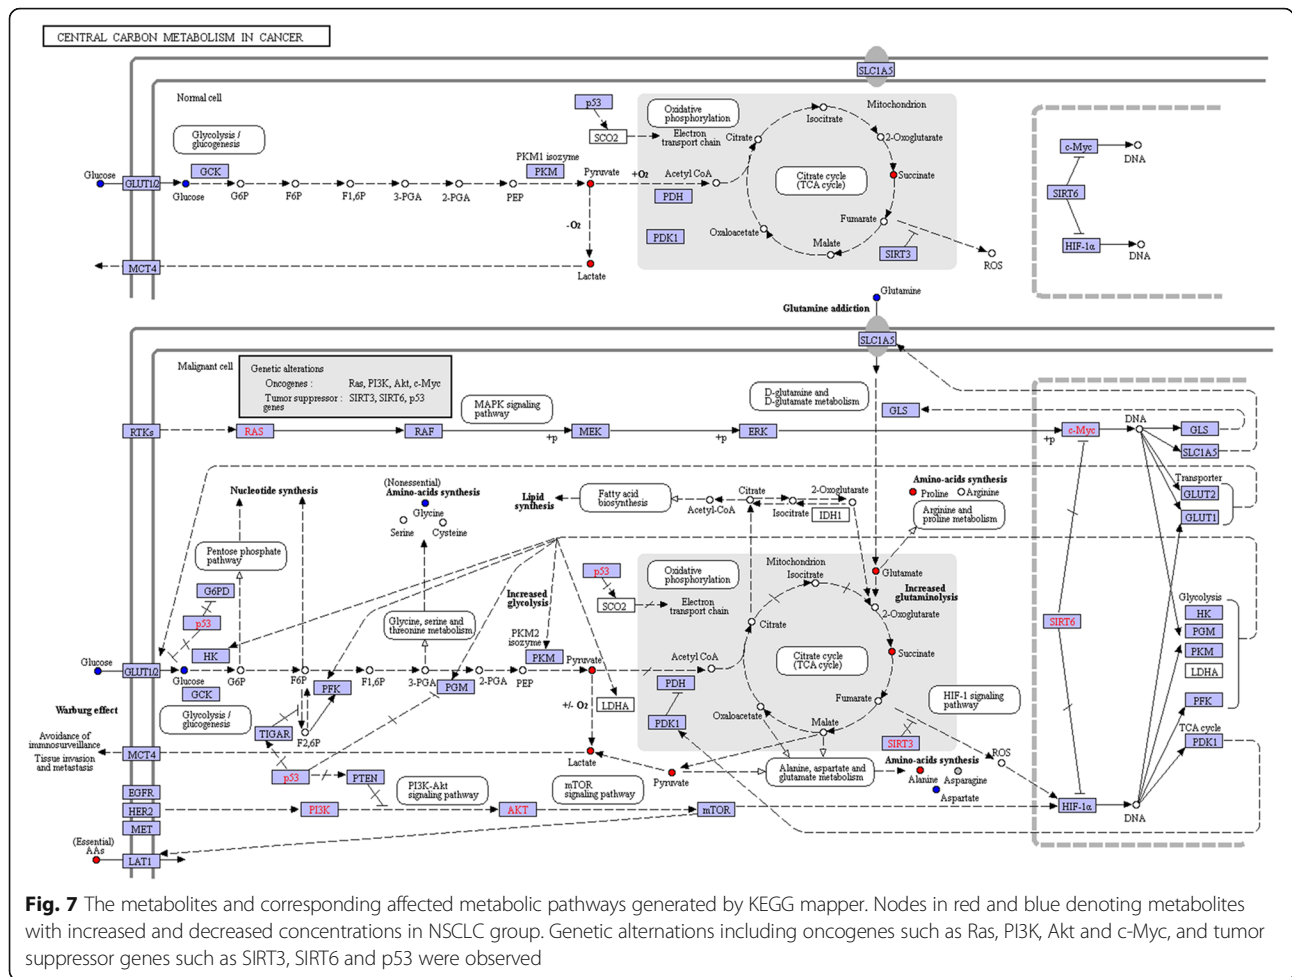 CENTRAL CARBON METABOLISM IN CANCER
SLC1A5
Normal cell
Glycolysis /
glucogenesis
p53
SCO2
Oxidative
phosphorylation
Electron
transport chain
Mitochondrion
Isocitrate
Citrate
2-Oxoglutarate
c-Myc
DNA
PKM1 isozyme
GCK
PKM
Pyruvate
+O₂
Acetyl CoA
PDH
Citrate cycle
(TCA cycle)
Succinate
SIRT6
Glucose
GLUT1/2
Glucose
G6P
F6P
F1,6P
3-PGA
2-PGA
PEP
-O₂
PDK1
Oxaloacetate
Fumarate
Malate
SIRT3
ROS
HIF-1α
DNA
MCT4
Lactate
Glutamine
Glutamine addiction
SLC1A5
Malignant cell
Genetic alterations
Oncogenes : Ras, PI3K, Akt, c-Myc
Tumor suppressor : SIRT3, SIRT6, p53
genes
MAPK signaling
pathway
D-glutamine and
D-glutamate metabolism
GLS
RTKs
RAS
RAF
+p
MEK
ERK
+p
c-Myc
DNA
GLS
SLC1A5
Transporter
GLUT2
GLUT1
Nucleotide synthesis
(Nonessential)
Amino-acids synthesis
Glycine
Serine
Cysteine
Lipid
synthesis
Fatty acid
biosynthesis
Acetyl-CoA
Citrate
Isocitrate
2-Oxoglutarate
IDH1
Amino-acids synthesis
Proline
Arginine
Arginine and
proline metabolism
Pentose phosphate
pathway
G6PD
p53
HK
Glycine, serine and
threonine metabolism
Increased
glycolysis
PKM2
isozyme
PKM
p53
SCO2
Oxidative
phosphorylation
Electron
transport chain
Mitochondrion
Isocitrate
Glutamate
Increased
glutaminolysis
2-Oxoglutarate
Citrate
SIRT6
Glycolysis
HK
PGM
PKM
LDHA
PFK
Glucose
GLUT1/2
Glucose
GCK
G6P
F6P
PFK
F1,6P
3-PGA
PGM
2-PGA
PEP
Pyruvate
Acetyl CoA
PDH
Citrate cycle
(TCA cycle)
Succinate
Fumarate
HIF-1 signaling
pathway
Warburg effect
Glycolysis /
glucogenesis
TIGAR
F2,6P
+/- O₂
LDHA
PDK1
Oxaloacetate
Malate
SIRT3
ROS
TCA cycle
PDK1
Avoidance of
immnosurveillance
Tissue invasion
and metastasis
MCT4
p53
PTEN
Lactate
Pyruvate
Alanine, aspartate and
glutamate metabolism
Amino-acids synthesis
Alanine
Asparagine
Aspartate
EGFR
HER2
MET
PI3K
PI3K-Akt
signaling pathway
AKT
mTOR
signaling pathway
mTOR
HIF-1α
DNA
(Essential)
AAs
LAT1
Fig. 7 The metabolites and corresponding affected metabolic pathways generated by KEGG mapper. Nodes in red and blue denoting metabolites
with increased and decreased concentrations in NSCLC group. Genetic alternations including oncogenes such as Ras, PI3K, Akt and c-Myc, and tumor
suppressor genes such as SIRT3, SIRT6 and p53 were observed